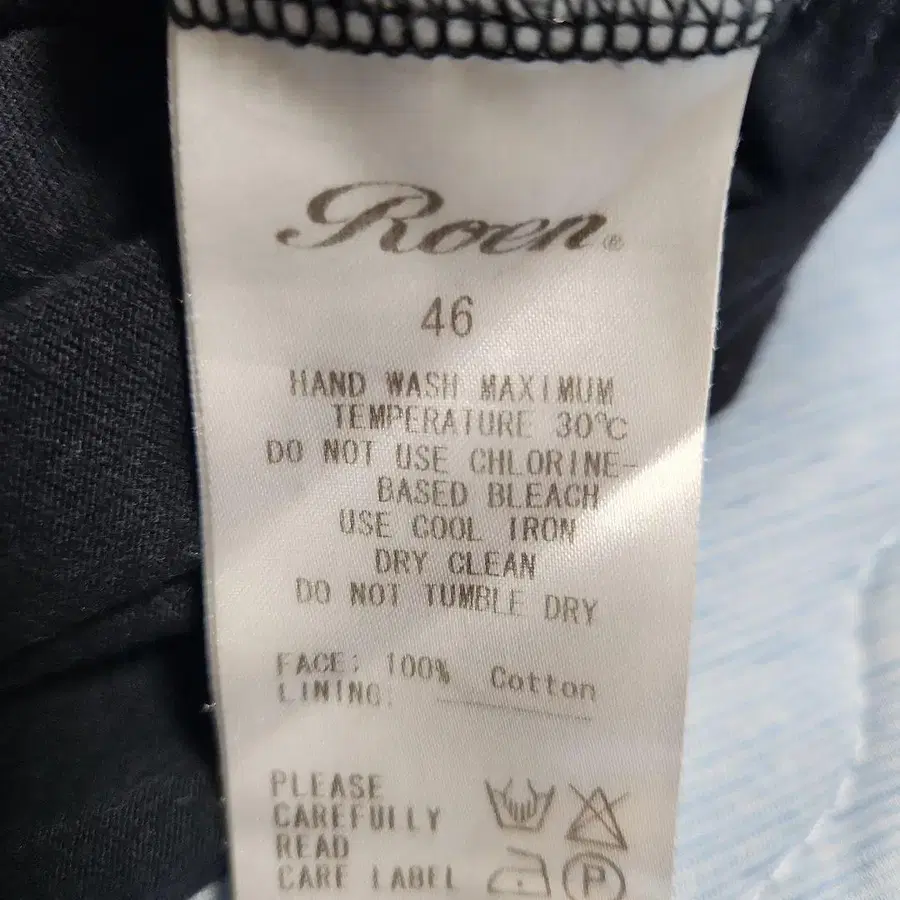 Roen®
46
HAND WASH MAXIMUM
TEMPERATURE 30℃
DO NOT USE CHLORINE-
BASED BLEACH
USE COOL IRON
DRY CLEAN
DO NOT TUMBLE DRY
FACE: 100% Cotton
LINING:
PLEASE
CAREFULLY
READ
CARE LABEL
P